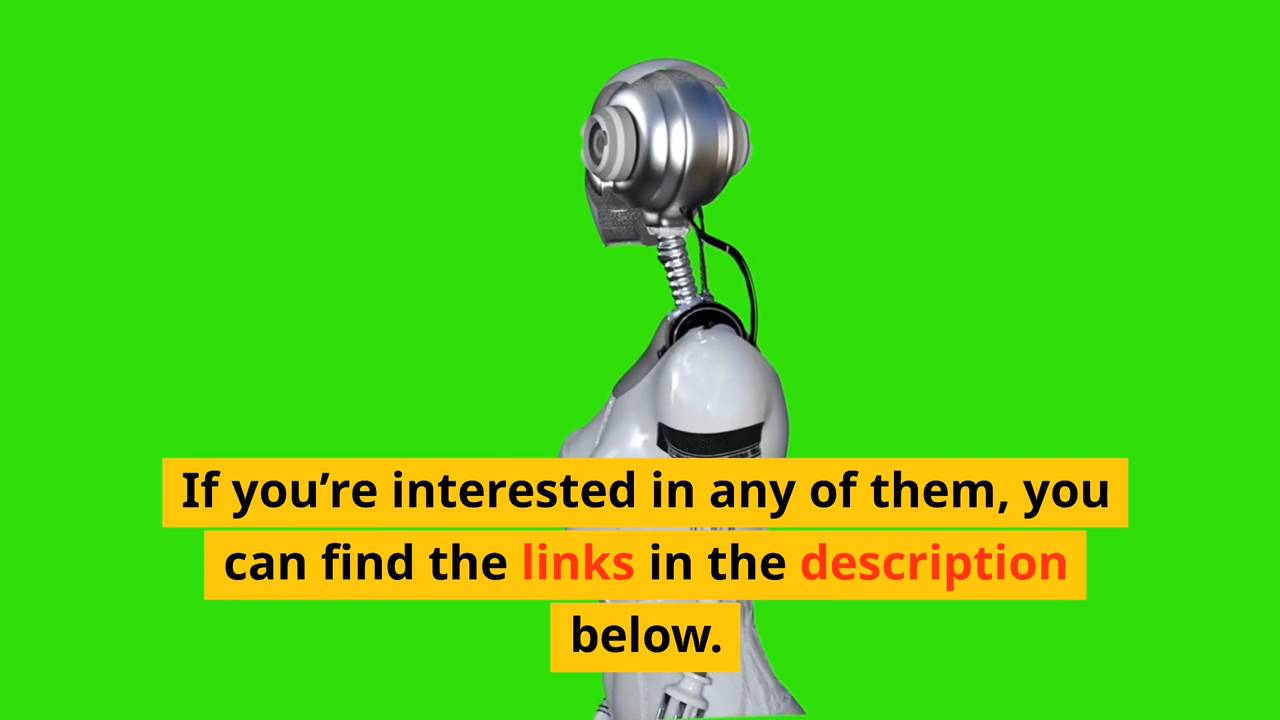 If you’re interested in any of them, you
can find the links in the description
below.